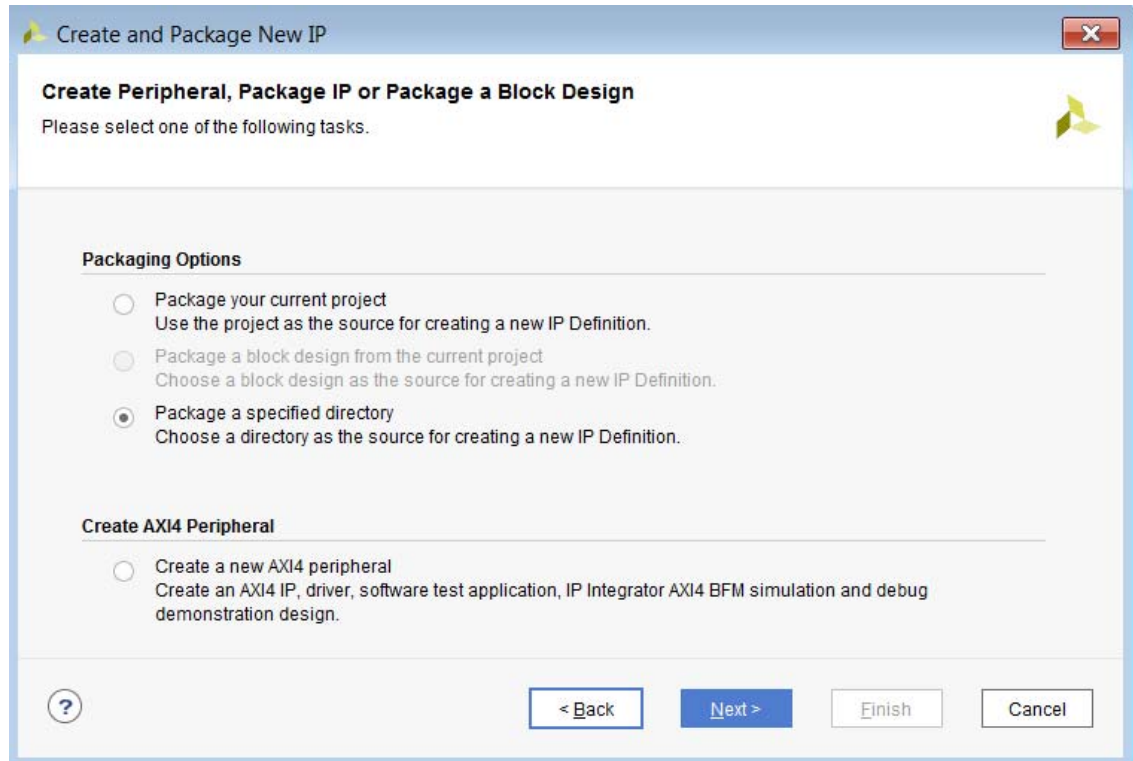 Create and Package New IP
Create Peripheral, Package IP or Package a Block Design
Please select one of the following tasks.
Packaging Options
Package your current project
Use the project as the source for creating a new IP Definition.
Package a block design from the current project
Choose a block design as the source for creating a new IP Definition.
Package a specified directory
Choose a directory as the source for creating a new IP Definition.
Create AXI4 Peripheral
Create a new AXI4 peripheral
Create an AXI4 IP, driver, software test application, IP Integrator AXI4 BFM simulation and debug
demonstration design.
? < Back Next > Finish Cancel